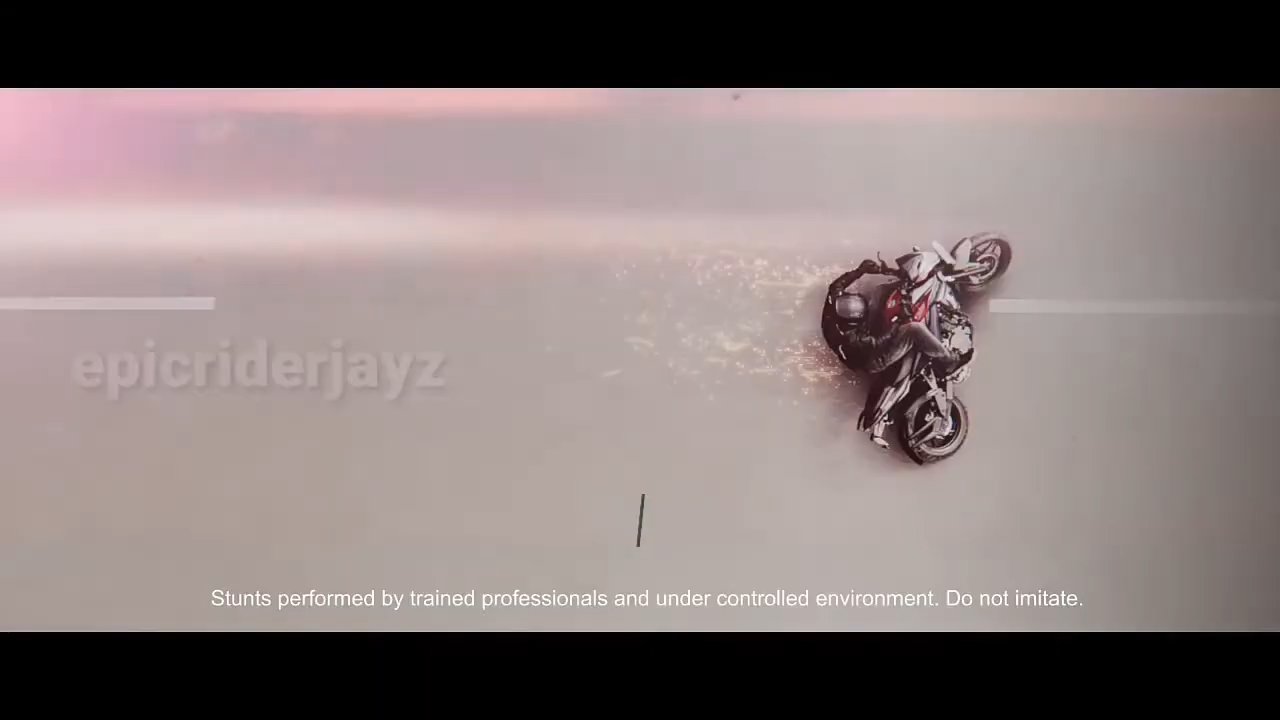 epicriderjayz
Stunts performed by trained professionals and under controlled environment. Do not imitate.